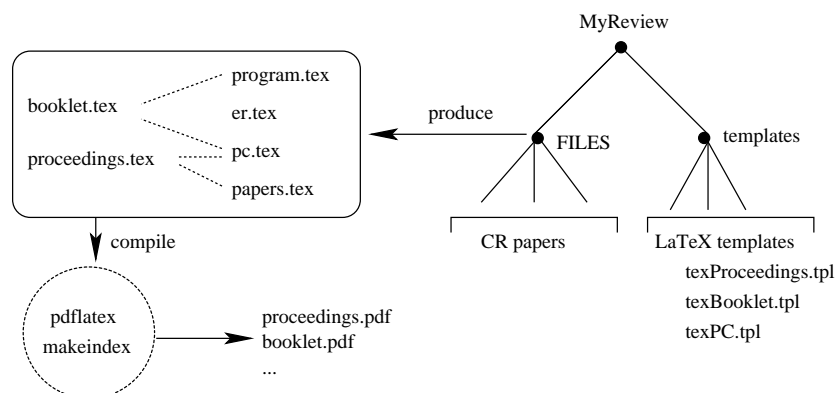 MyReview
program.tex
booklet.tex
er.tex
produce
FILES
templates
proceedings.tex
pc.tex
papers.tex
compile
CR papers
LaTeX templates
texProceedings.tpl
texBooklet.tpl
texPC.tpl
pdflatex
makeindex
proceedings.pdf
booklet.pdf
...